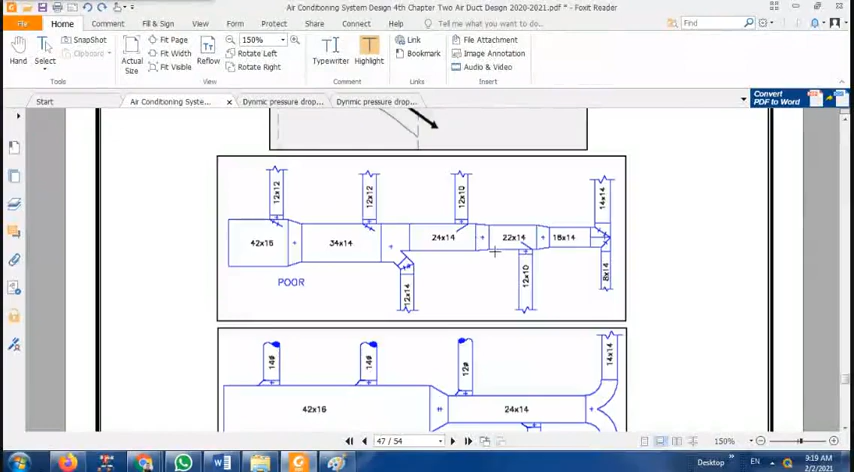 Air Conditioning System Design 4th Chapter Two Air Duct Design 2020-2021.pdf * - Foxit Reader
File Home Comment Fill & Sign View Form Protect Share Connect Help Tell me what you want to do... Find
Hand Select SnapShot Clipboard Actual Size Fit Page Fit Width Fit Visible Reflow 150% Rotate Left Rotate Right Typewriter Highlight Link Bookmark File Attachment Image Annotation Audio & Video
Tools View Comment Links Insert
Start Air Conditioning Syste... Dynmic pressure drop... Dynmic pressure drop... Convert PDF to Word
12x12 12x12 12x10 14x14
42x16 34x14 24x14 22x14 16x14
POOR 12x14 12x10 8x14
14ø 14ø 12ø 14x14
42x16 24x14
47 / 54 150%
Desktop EN 9:19 AM
2/2/2021